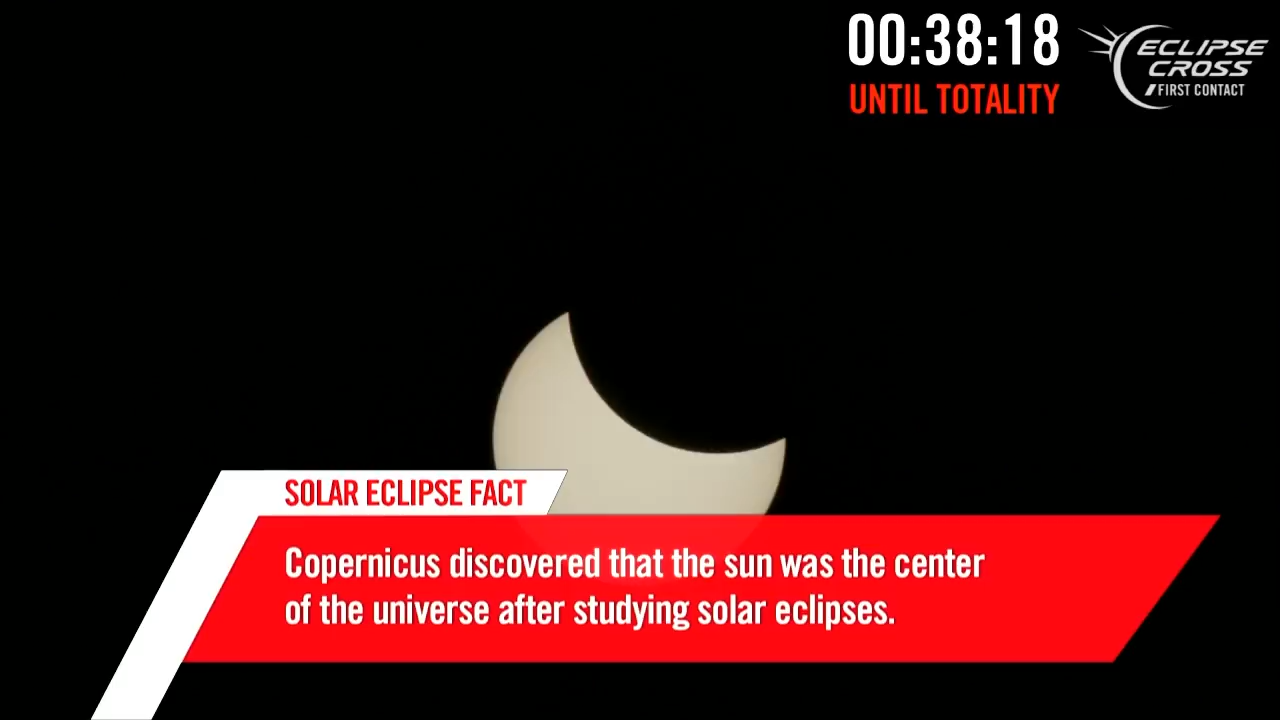 00:38:18
UNTIL TOTALITY
ECLIPSE
CROSS
FIRST CONTACT
SOLAR ECLIPSE FACT
Copernicus discovered that the sun was the center
of the universe after studying solar eclipses.